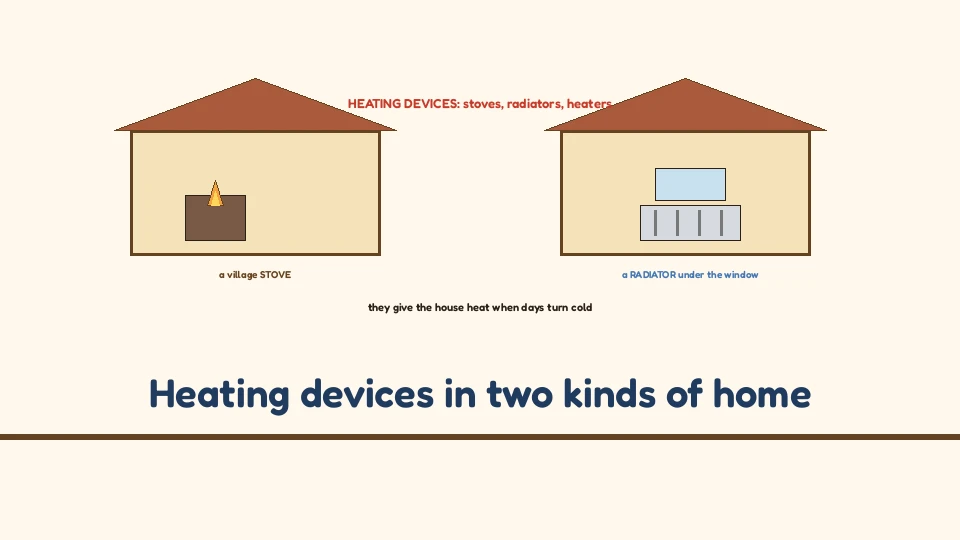 HEATING DEVICES: stoves, radiators, heaters
a village STOVE
a RADIATOR under the window
they give the house heat when days turn cold
Heating devices in two kinds of home